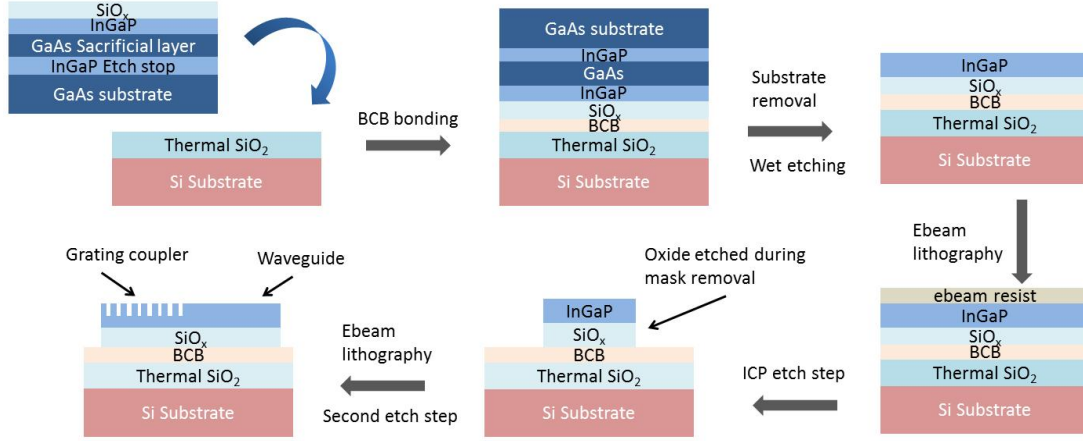 SiOₓ
InGaP
GaAs Sacrificial layer
InGaP Etch stop
GaAs substrate
Thermal SiO₂
Si Substrate
BCB bonding
GaAs substrate
InGaP
GaAs
InGaP
SiOₓ
BCB
Thermal SiO₂
Si Substrate
Substrate
removal
Wet etching
InGaP
SiOₓ
BCB
Thermal SiO₂
Si Substrate
Ebeam
lithography
ebeam resist
InGaP
SiOₓ
BCB
Thermal SiO₂
Si Substrate
ICP etch step
Oxide etched during
mask removal
InGaP
SiOₓ
BCB
Thermal SiO₂
Si Substrate
Ebeam
lithography
Second etch step
Grating coupler
Waveguide
SiOₓ
BCB
Thermal SiO₂
Si Substrate